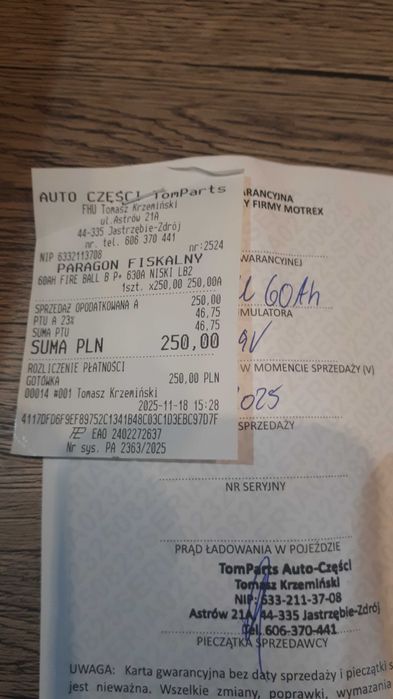 AUTO CZĘŚCI TomParts
FHU Tomasz Krzemiński
ul.Astrów 21A
44-335 Jastrzębie-Zdrój
nr. tel. 606 370 441
NIP 6332113708 nr:2524
PARAGON FISKALNY
60AH FIRE BALL B P+ 630A NISKI LB2
1szt. x250,00 250,00A
SPRZEDAŻ OPODATKOWANA A 250,00
PTU A 23% 46,75
SUMA PTU 46,75
SUMA PLN 250,00
ROZLICZENIE PŁATNOŚCI
GOTÓWKA 250,00 PLN
00014 #001 Tomasz Krzemiński
2025-11-18 15:28
4117DFD6F9EF89752C1341B48C03C1D3EBC97D7F
EAO 2402272637
Nr sys. PA 2363/2025
ARANCYJNA
Y FIRMY MOTREX
WARANCYJNEJ
60Ah
MULATORA
V
W MOMENCIE SPRZEDAŻY (V)
025
SPRZEDAŻY
NR SERYJNY
PRĄD ŁADOWANIA W POJEŹDZIE
TomParts Auto-Części
Tomasz Krzemiński
NIP: 633-211-37-08
Astrów 21A, 44-335 Jastrzębie-Zdrój
Tel. 606-370-441
PIECZĄTKA SPRZEDAWCY
UWAGA: Karta gwarancyjna bez daty sprzedaży i pieczątki s
jest nieważna. Wszelkie zmiany, poprawki, wymazania